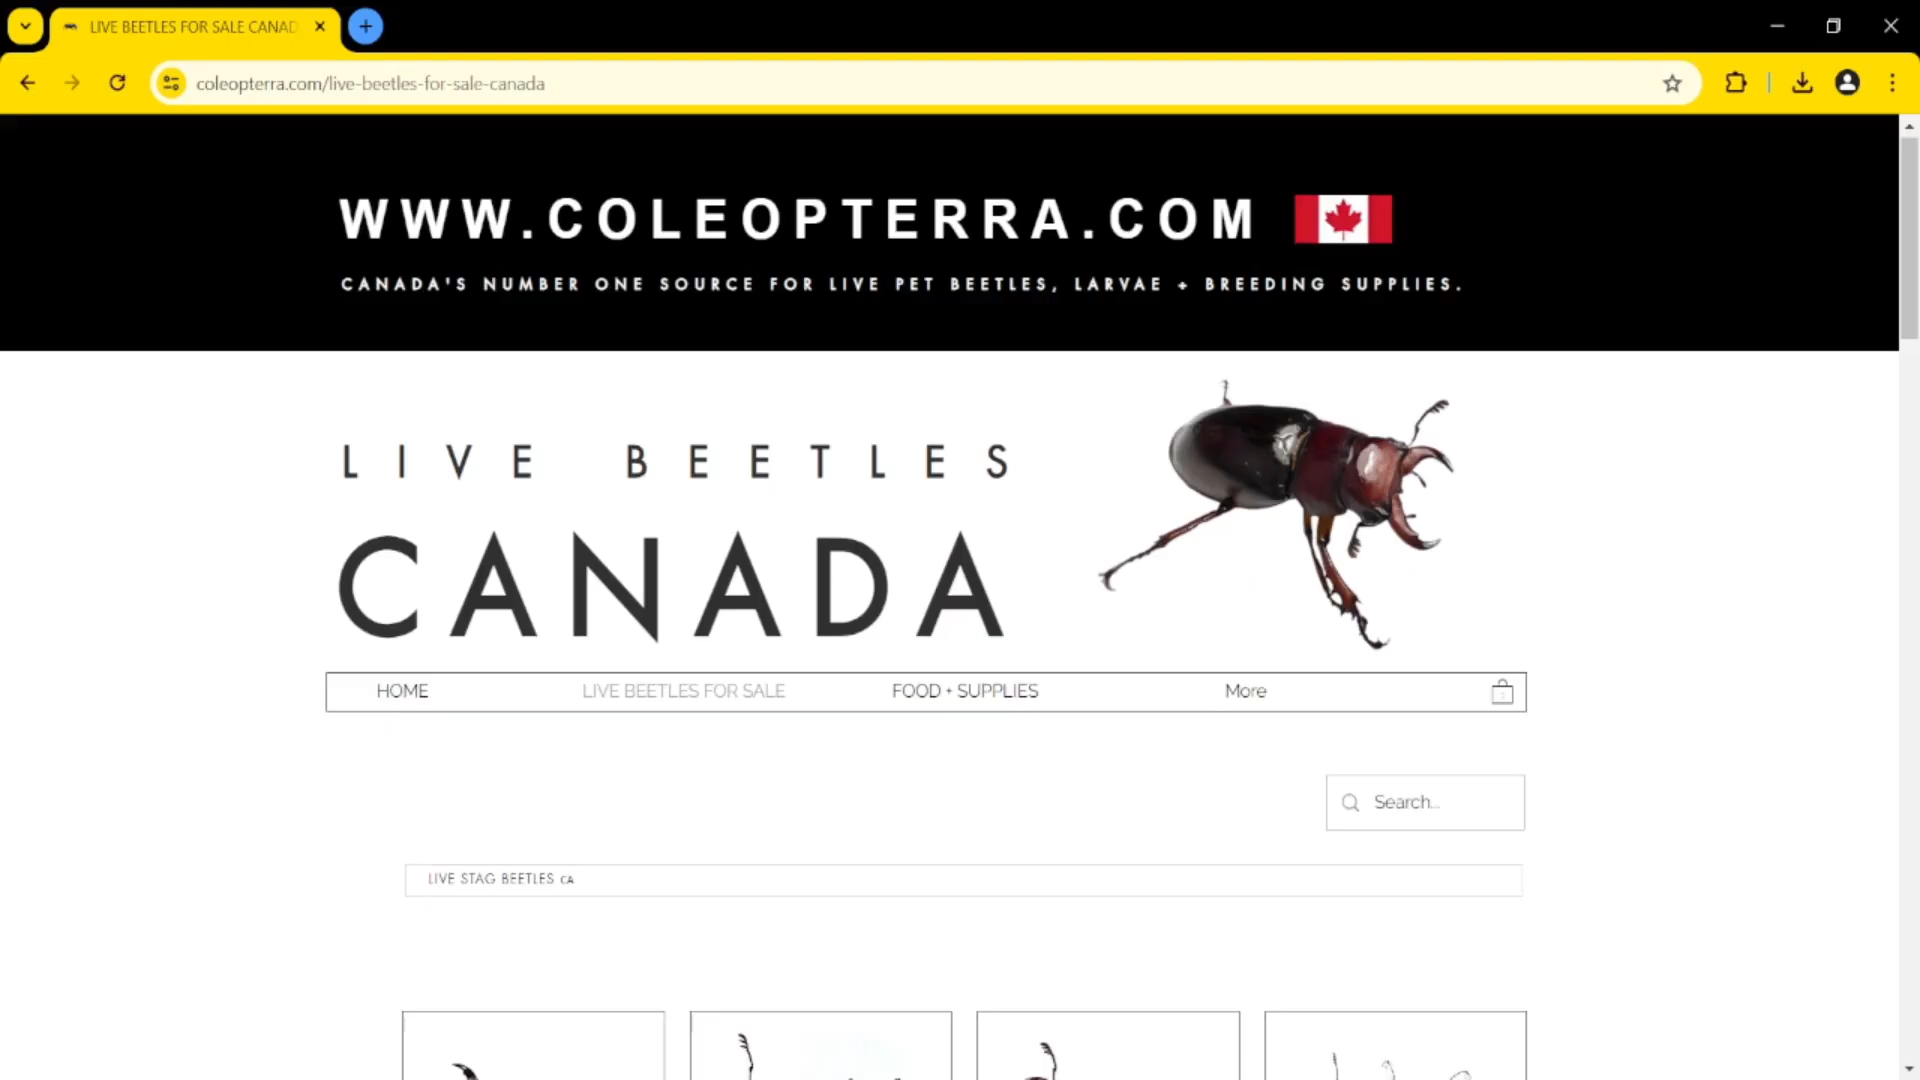 LIVE BEETLES FOR SALE CANAD
coleopterra.com/live-beetles-for-sale-canada
WWW.COLEOPTERRA.COM
CANADA'S NUMBER ONE SOURCE FOR LIVE PET BEETLES, LARVAE + BREEDING SUPPLIES.
LIVE BEETLES
CANADA
HOME LIVE BEETLES FOR SALE FOOD + SUPPLIES More
Search...
LIVE STAG BEETLES CA